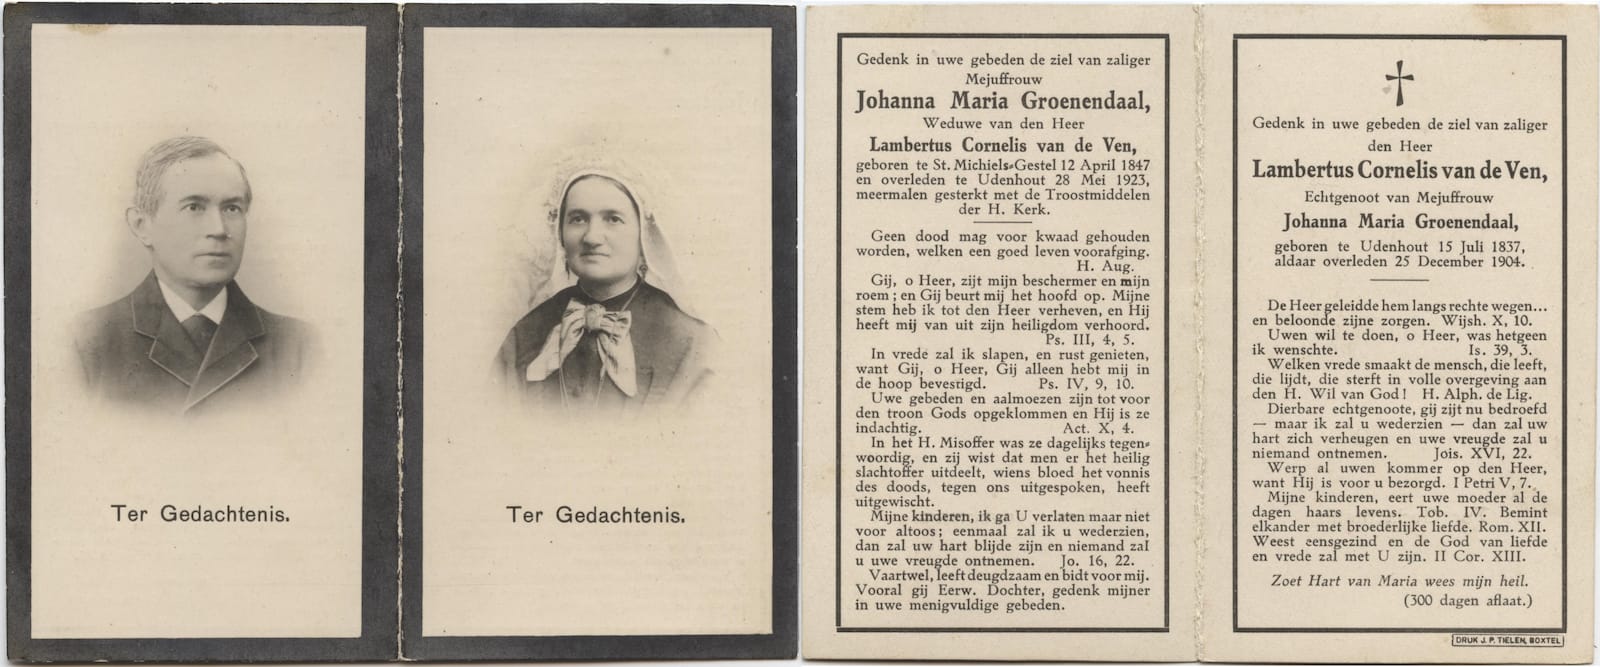 Ter Gedachtenis.
Ter Gedachtenis.
Gedenk in uwe gebeden de ziel van zaliger
Mejuffrouw
Johanna Maria Groenendaal,
Weduwe van den Heer
Lambertus Cornelis van de Ven,
geboren te St. Michiels-Gestel 12 April 1847
en overleden te Udenhout 28 Mei 1923,
meermalen gesterkt met de Troostmiddelen
der H. Kerk.
Geen dood mag voor kwaad gehouden
worden, welken een goed leven voorafging.
H. Aug.
Gij, o Heer, zijt mijn beschermer en mijn
roem; en Gij beurt mij het hoofd op. Mijne
stem heb ik tot den Heer verheven, en Hij
heeft mij van uit zijn heiligdom verhoord.
Ps. III, 4, 5.
In vrede zal ik slapen, en rust genieten,
want Gij, o Heer, Gij alleen hebt mij in
de hoop bevestigd. Ps. IV, 9, 10.
Uwe gebeden en aalmoezen zijn tot voor
den troon Gods opgeklommen en Hij is ze
indachtig. Act. X, 4.
In het H. Misoffer was ze dagelijks tegen-
woordig, en zij wist dat men er het heilig
slachtoffer uitdeelt, wiens bloed het vonnis
des doods, tegen ons uitgespoken, heeft
uitgewischt.
Mijne kinderen, ik ga U verlaten maar niet
voor altoos; eenmaal zal ik u wederzien,
dan zal uw hart blijde zijn en niemand zal
u uwe vreugde ontnemen. Jo. 16, 22.
Vaartwel, leeft deugdzaam en bidt voor mij.
Vooral gij Eerw. Dochter, gedenk mijner
in uwe menigvuldige gebeden.
Gedenk in uwe gebeden de ziel van zaliger
den Heer
Lambertus Cornelis van de Ven,
Echtgenoot van Mejuffrouw
Johanna Maria Groenendaal,
geboren te Udenhout 15 Juli 1837,
aldaar overleden 25 December 1904.
De Heer geleidde hem langs rechte wegen...
en beloonde zijne zorgen. Wijsh. X, 10.
Uwen wil te doen, o Heer, was hetgeen
ik wenschte. Is. 39, 3.
Welken vrede smaakt de mensch, die leeft,
die lijdt, die sterft in volle overgeving aan
den H. Wil van God! H. Alph. de Lig.
Dierbare echtgenoote, gij zijt nu bedroefd
— maar ik zal u wederzien — dan zal uw
hart zich verheugen en uwe vreugde zal u
niemand ontnemen. Jois. XVI, 22.
Werp al uwen kommer op den Heer,
want Hij is voor u bezorgd. I Petri V, 7.
Mijne kinderen, eert uwe moeder al de
dagen haars levens. Tob. IV. Bemint
elkander met broederlijke liefde. Rom. XII.
Weest eensgezind en de God van liefde
en vrede zal met U zijn. II Cor. XIII.
Zoet Hart van Maria wees mijn heil.
(300 dagen aflaat.)
DRUK J. P. TIELEN, BOXTEL